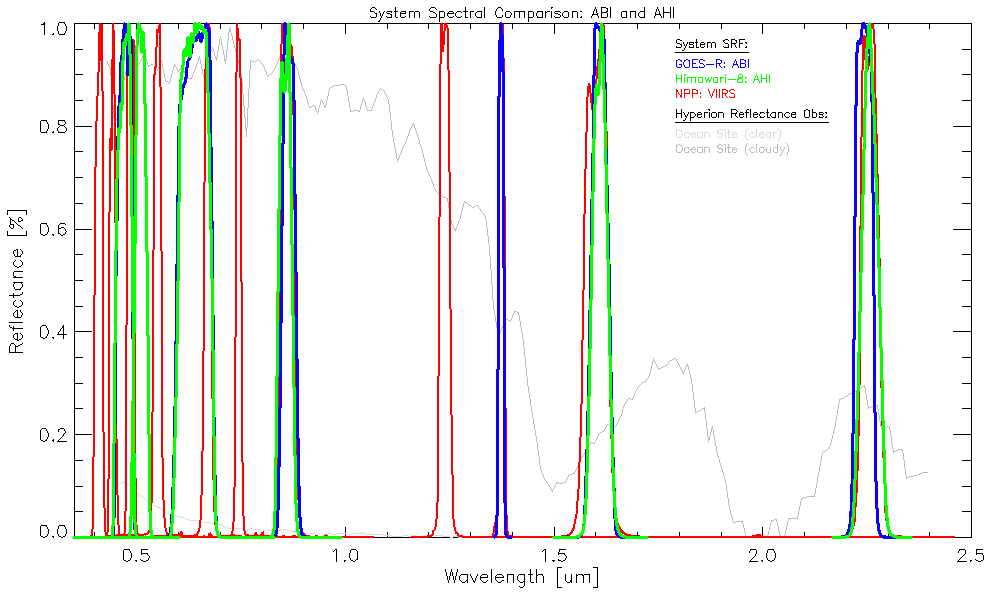 System Spectral Comparison: ABI and AHI
1.0
0.8
0.6
0.4
0.2
0.0
Reflectance [%]
System SRF:
GOES-R: ABI
Himawari-8: AHI
NPP: VIIRS
Hyperion Reflectance Obs:
Ocean Site (clear)
Ocean Site (cloudy)
0.5 1.0 1.5 2.0 2.5
Wavelength [um]